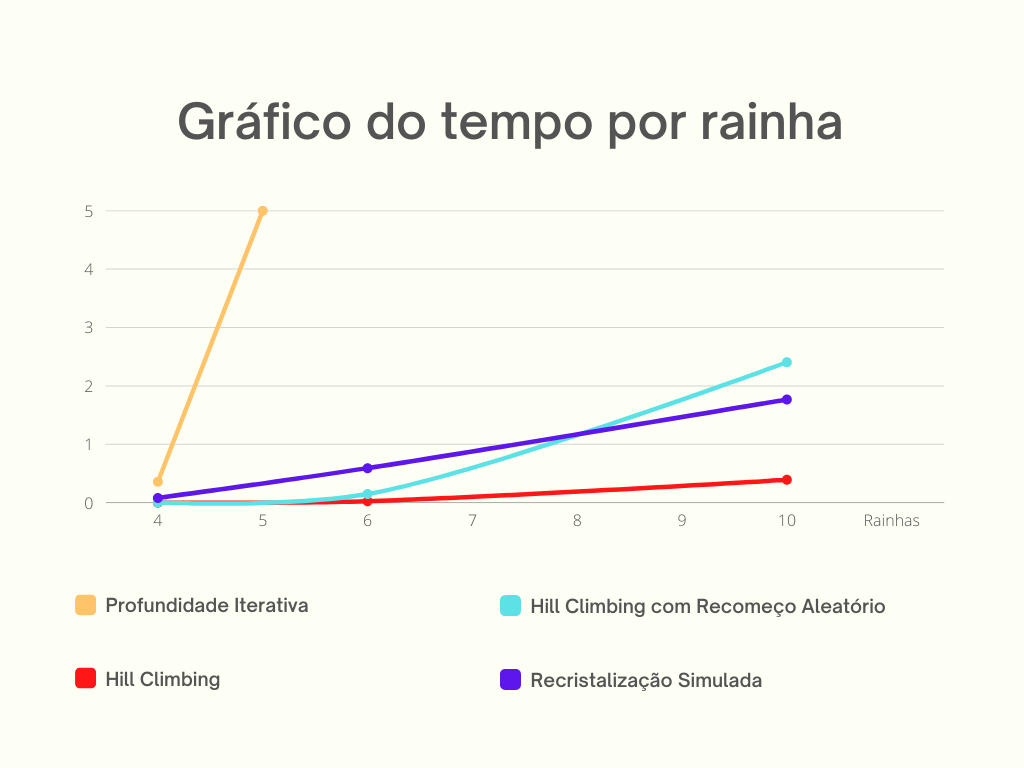 Gráfico do tempo por rainha
5
4
3
2
1
0
4 5 6 7 8 9 10 Rainhas
Profundidade Iterativa
Hill Climbing com Recomeço Aleatório
Hill Climbing
Recristalização Simulada